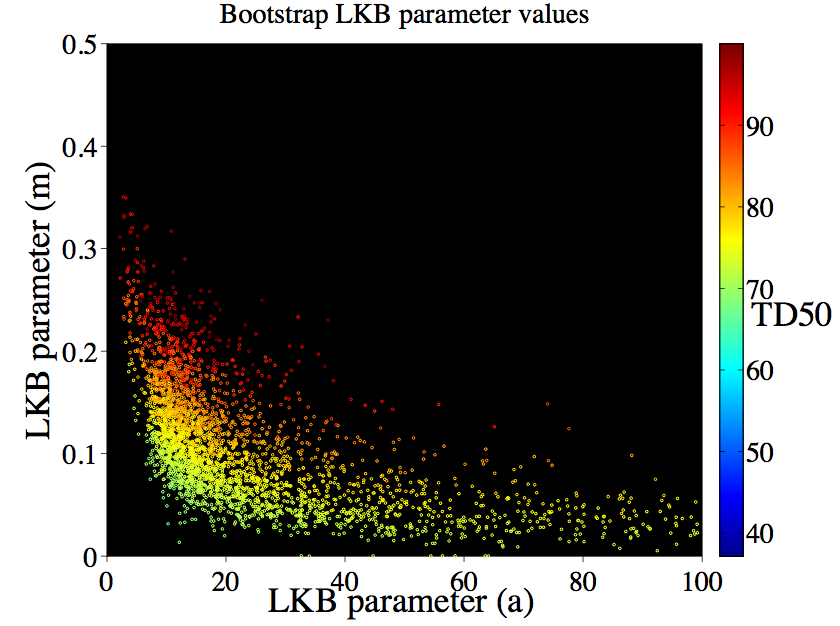 Bootstrap LKB parameter values
0.5
0.4
0.3
0.2
0.1
0
LKB parameter (m)
0 20 40 60 80 100
LKB parameter (a)
90
80
70
60
50
40
TD50